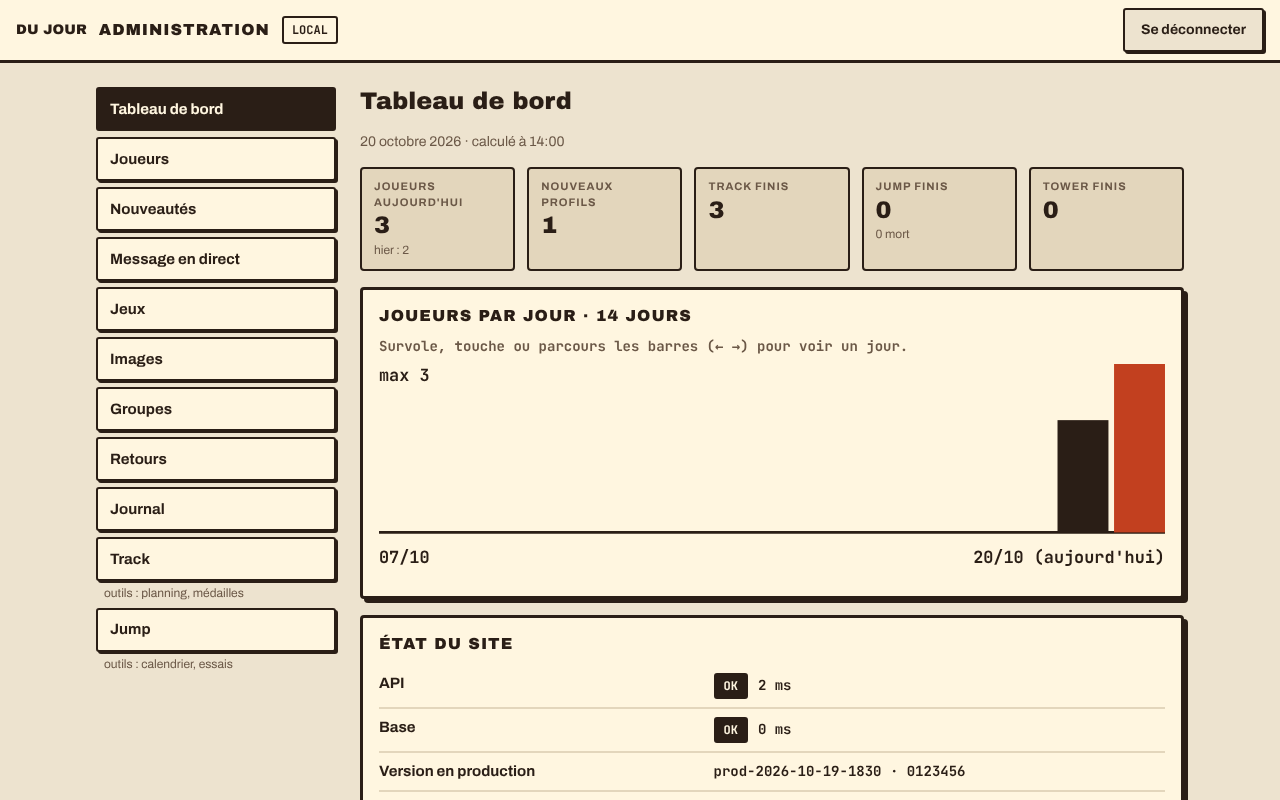 DU JOUR ADMINISTRATION LOCAL
Se déconnecter
Tableau de bord
Joueurs
Nouveautés
Message en direct
Jeux
Images
Groupes
Retours
Journal
Track
outils : planning, médailles
Jump
outils : calendrier, essais
Tableau de bord
20 octobre 2026 · calculé à 14:00
JOUEURS
AUJOURD'HUI
3
hier : 2
NOUVEAUX
PROFILS
1
TRACK FINIS
3
JUMP FINIS
0
0 mort
TOWER FINIS
0
JOUEURS PAR JOUR · 14 JOURS
Survole, touche ou parcours les barres (← →) pour voir un jour.
max 3
07/10
20/10 (aujourd'hui)
ÉTAT DU SITE
API OK 2 ms
Base OK 0 ms
Version en production prod-2026-10-19-1830 · 0123456